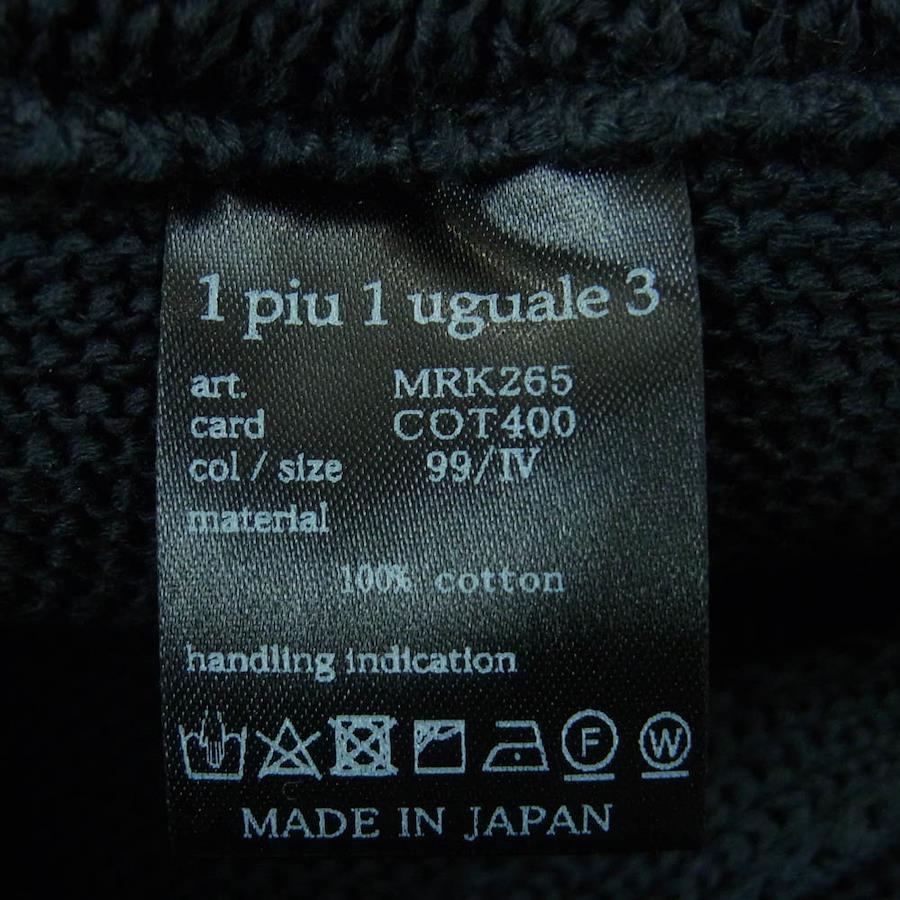 1 piu 1 uguale 3
art. MRK265
card COT400
col / size 99/IV
material
100% cotton
handling indication
F W
MADE IN JAPAN